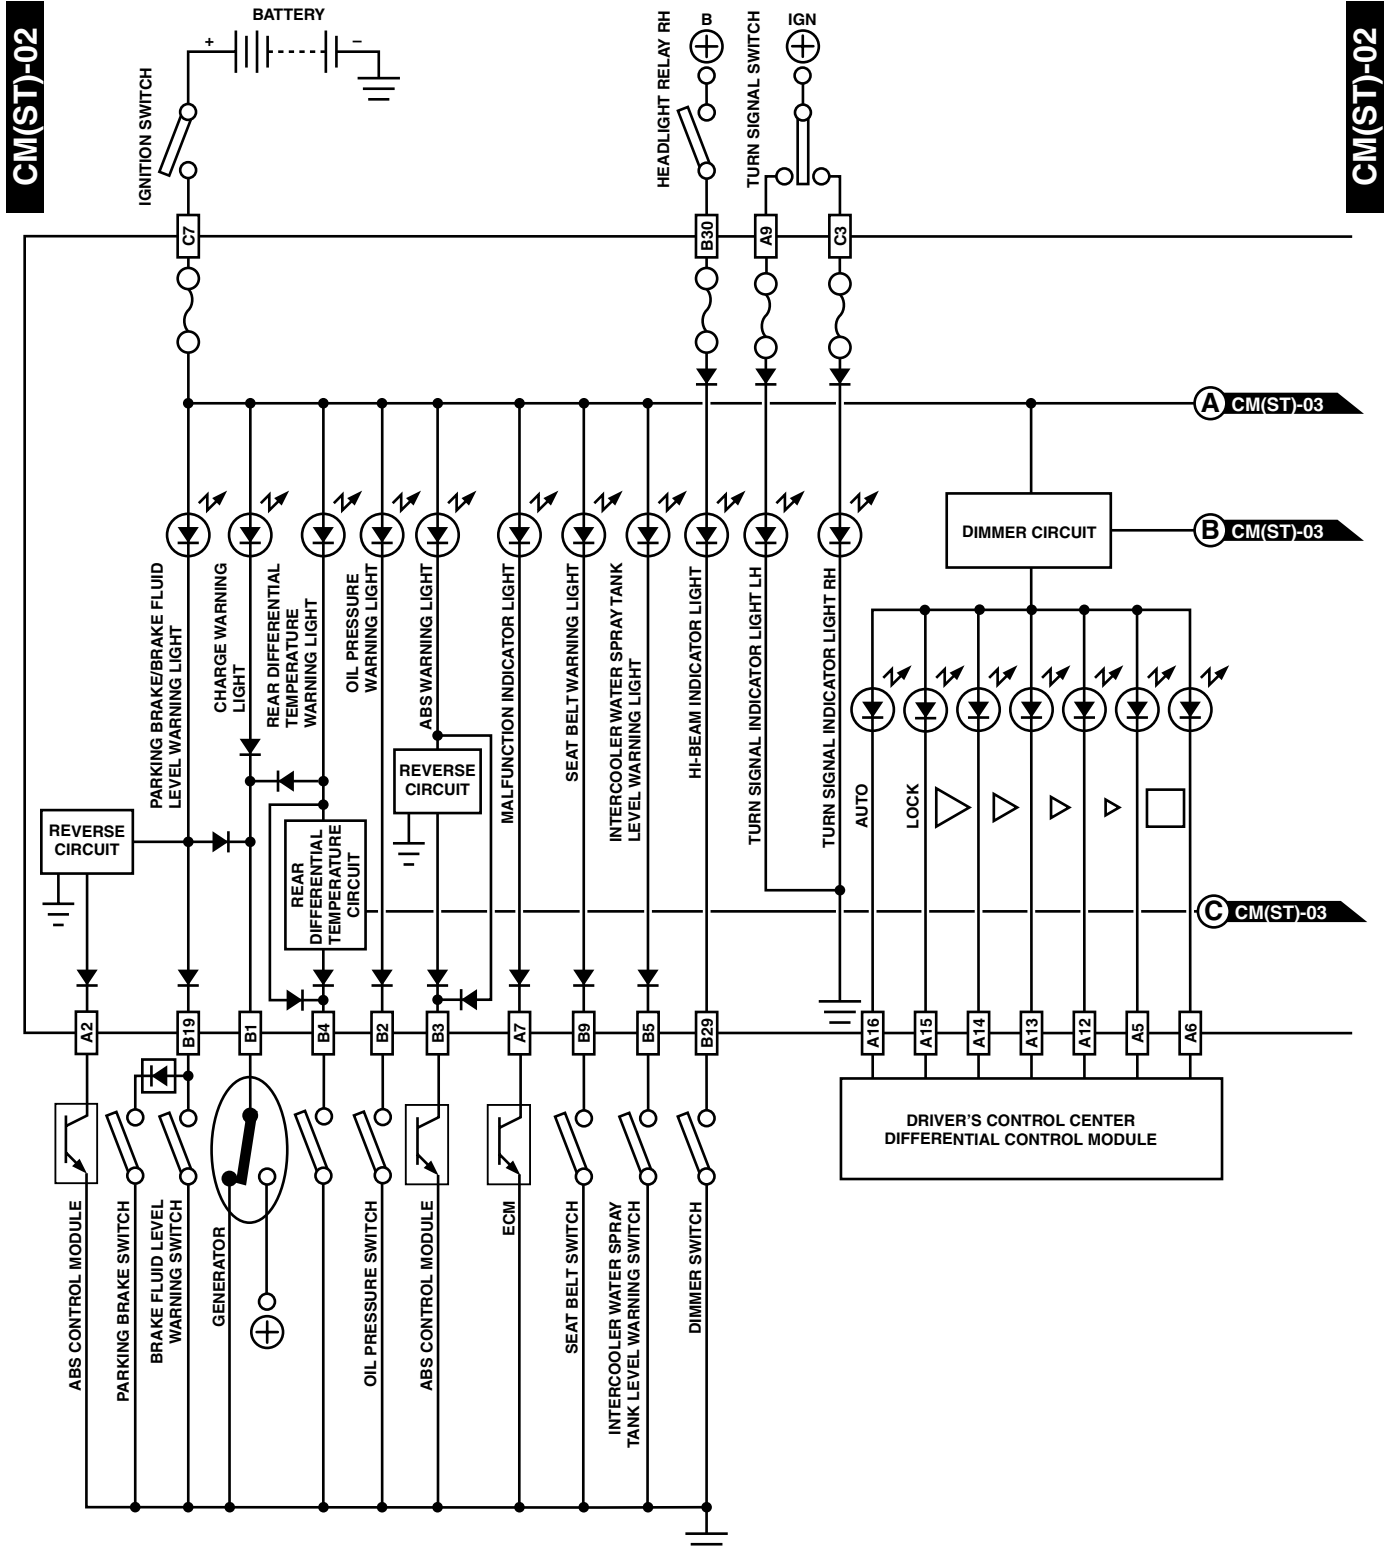 CM(ST)-02
CM(ST)-02
BATTERY
+
–
IGNITION SWITCH
HEADLIGHT RELAY RH
B
TURN SIGNAL SWITCH
IGN
C7
B30
A9
C3
A
CM(ST)-03
DIMMER CIRCUIT
B
CM(ST)-03
PARKING BRAKE/BRAKE FLUID
LEVEL WARNING LIGHT
CHARGE WARNING
LIGHT
REAR DIFFERENTIAL
TEMPERATURE
WARNING LIGHT
OIL PRESSURE
WARNING LIGHT
ABS WARNING LIGHT
MALFUNCTION INDICATOR LIGHT
SEAT BELT WARNING LIGHT
INTERCOOLER WATER SPRAY TANK
LEVEL WARNING LIGHT
HI-BEAM INDICATOR LIGHT
TURN SIGNAL INDICATOR LIGHT LH
TURN SIGNAL INDICATOR LIGHT RH
AUTO
LOCK
REVERSE
CIRCUIT
REVERSE
CIRCUIT
REAR
DIFFERENTIAL
TEMPERATURE
CIRCUIT
C
CM(ST)-03
A2
B19
B1
B4
B2
B3
A7
B9
B5
B29
A16
A15
A14
A13
A12
A5
A6
DRIVER'S CONTROL CENTER
DIFFERENTIAL CONTROL MODULE
ABS CONTROL MODULE
PARKING BRAKE SWITCH
BRAKE FLUID LEVEL
WARNING SWITCH
GENERATOR
OIL PRESSURE SWITCH
ABS CONTROL MODULE
ECM
SEAT BELT SWITCH
INTERCOOLER WATER SPRAY
TANK LEVEL WARNING SWITCH
DIMMER SWITCH